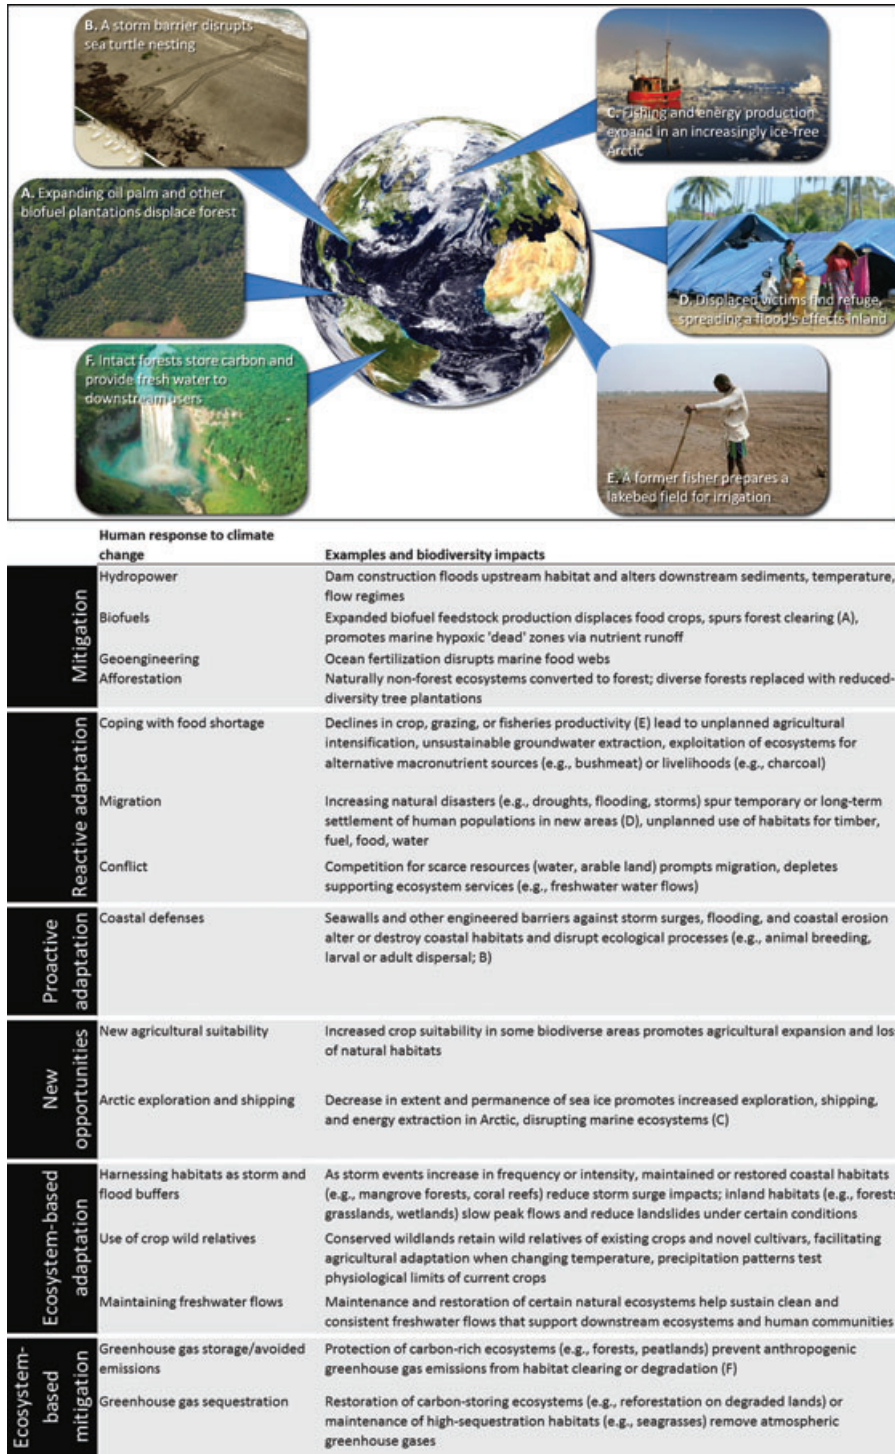 B. A storm barrier disrupts
sea turtle nesting
C. Fishing and energy production
expand in an increasingly ice-free
Arctic
A. Expanding oil palm and other
biofuel plantations displace forest
D. Displaced victims find refuge,
spreading a flood's effects inland
F. Intact forests store carbon and
provide fresh water to
downstream users
E. A former fisher prepares a
lakebed field for irrigation
Human response to climate
change
Examples and biodiversity impacts
Mitigation
Hydropower
Dam construction floods upstream habitat and alters downstream sediments, temperature,
flow regimes
Biofuels
Expanded biofuel feedstock production displaces food crops, spurs forest clearing (A),
promotes marine hypoxic 'dead' zones via nutrient runoff
Geoengineering
Ocean fertilization disrupts marine food webs
Afforestation
Naturally non-forest ecosystems converted to forest; diverse forests replaced with reduced-
diversity tree plantations
Reactive adaptation
Coping with food shortage
Declines in crop, grazing, or fisheries productivity (E) lead to unplanned agricultural
intensification, unsustainable groundwater extraction, exploitation of ecosystems for
alternative macronutrient sources (e.g., bushmeat) or livelihoods (e.g., charcoal)
Migration
Increasing natural disasters (e.g., droughts, flooding, storms) spur temporary or long-term
settlement of human populations in new areas (D), unplanned use of habitats for timber,
fuel, food, water
Conflict
Competition for scarce resources (water, arable land) prompts migration, depletes
supporting ecosystem services (e.g., freshwater water flows)
Proactive
adaptation
Coastal defenses
Seawalls and other engineered barriers against storm surges, flooding, and coastal erosion
alter or destroy coastal habitats and disrupt ecological processes (e.g., animal breeding,
larval or adult dispersal; B)
New
opportunities
New agricultural suitability
Increased crop suitability in some biodiverse areas promotes agricultural expansion and loss
of natural habitats
Arctic exploration and shipping
Decrease in extent and permanence of sea ice promotes increased exploration, shipping,
and energy extraction in Arctic, disrupting marine ecosystems (C)
Ecosystem-based
adaptation
Harnessing habitats as storm and
flood buffers
As storm events increase in frequency or intensity, maintained or restored coastal habitats
(e.g., mangrove forests, coral reefs) reduce storm surge impacts; inland habitats (e.g., forests
grasslands, wetlands) slow peak flows and reduce landslides under certain conditions
Use of crop wild relatives
Conserved wildlands retain wild relatives of existing crops and novel cultivars, facilitating
agricultural adaptation when changing temperature, precipitation patterns test
physiological limits of current crops
Maintaining freshwater flows
Maintenance and restoration of certain natural ecosystems help sustain clean and
consistent freshwater flows that support downstream ecosystems and human communities
Ecosystem-
based
mitigation
Greenhouse gas storage/avoided
emissions
Protection of carbon-rich ecosystems (e.g., forests, peatlands) prevent anthropogenic
greenhouse gas emissions from habitat clearing or degradation (F)
Greenhouse gas sequestration
Restoration of carbon-storing ecosystems (e.g., reforestation on degraded lands) or
maintenance of high-sequestration habitats (e.g., seagrasses) remove atmospheric
greenhouse gases